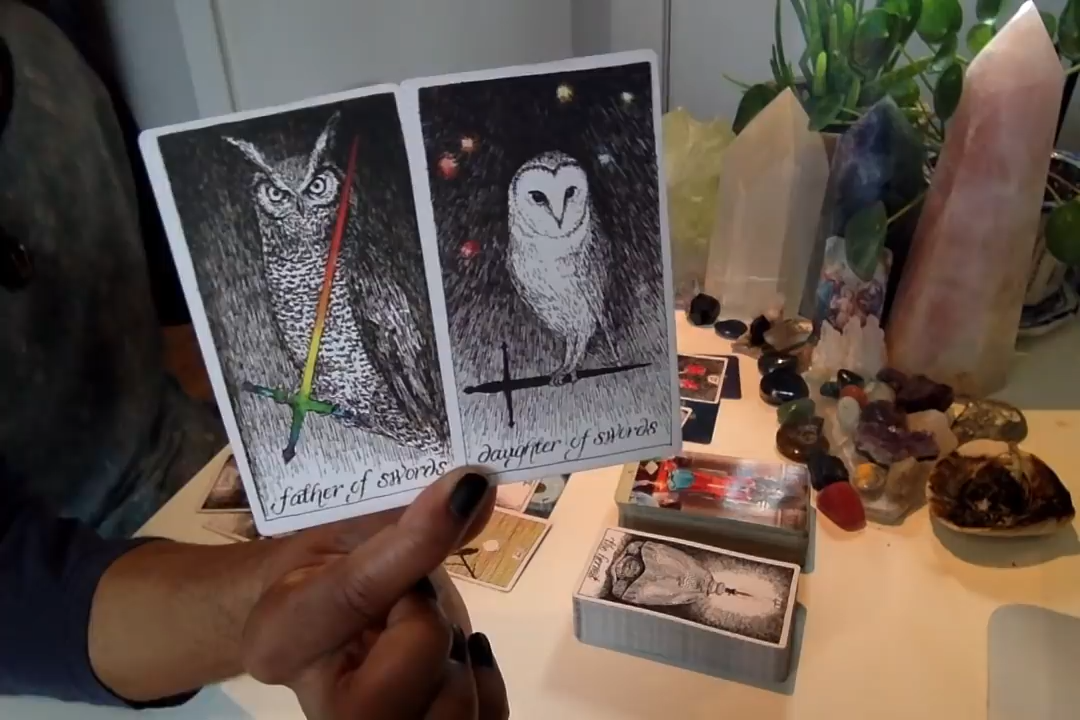 father of swords
daughter of swords
the hermit